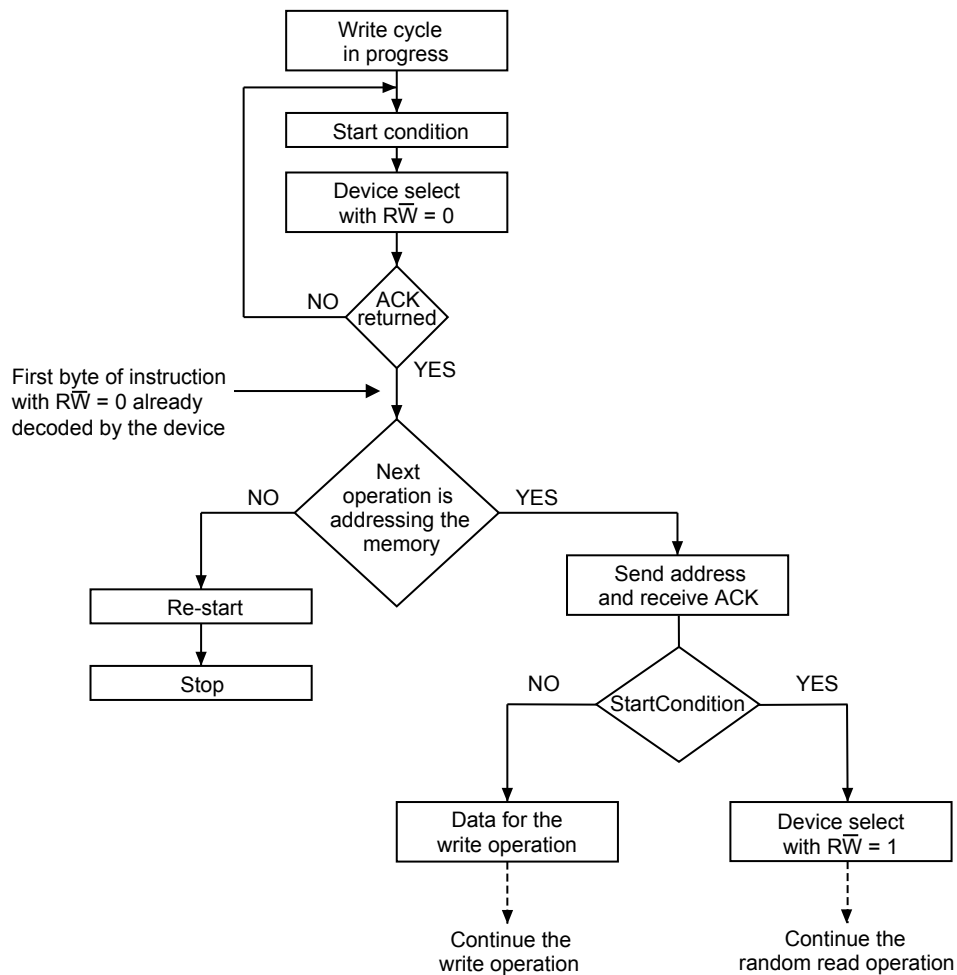 Write cycle
in progress
Start condition
Device select
with RW̅ = 0
NO
ACK
returned
YES
First byte of instruction
with RW̅ = 0 already
decoded by the device
NO
Next
operation is
addressing the
memory
YES
Send address
and receive ACK
Re-start
Stop
NO
StartCondition
YES
Data for the
write operation
Device select
with RW̅ = 1
Continue the
write operation
Continue the
random read operation